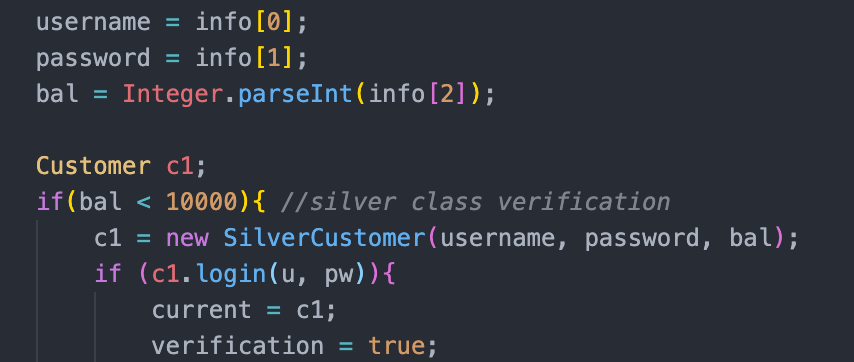 username = info[0];
password = info[1];
bal = Integer.parseInt(info[2]);
Customer c1;
if(bal < 10000){ //silver class verification
c1 = new SilverCustomer(username, password, bal);
if (c1.login(u, pw)){
current = c1;
verification = true;